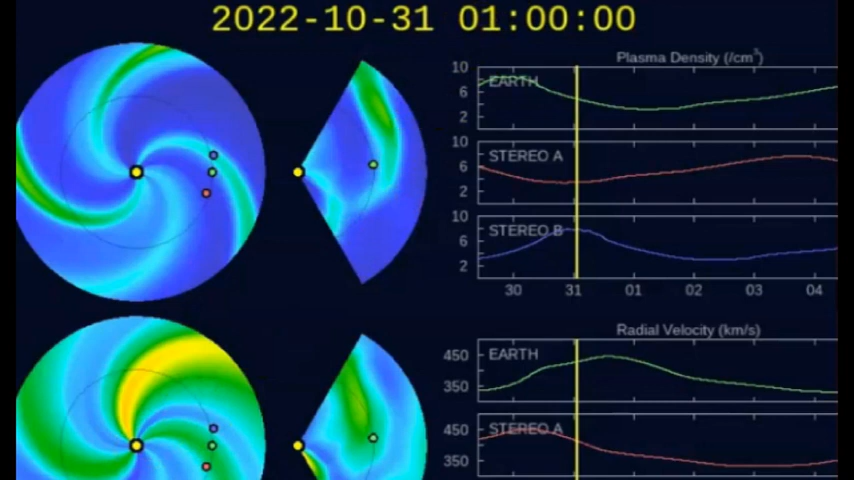 2022-10-31 01:00:00
Plasma Density (/cm³)
10
6
2
EARTH
10
6
2
STEREO A
10
6
2
STEREO B
30 31 01 02 03 04
Radial Velocity (km/s)
450
350
EARTH
450
350
STEREO A